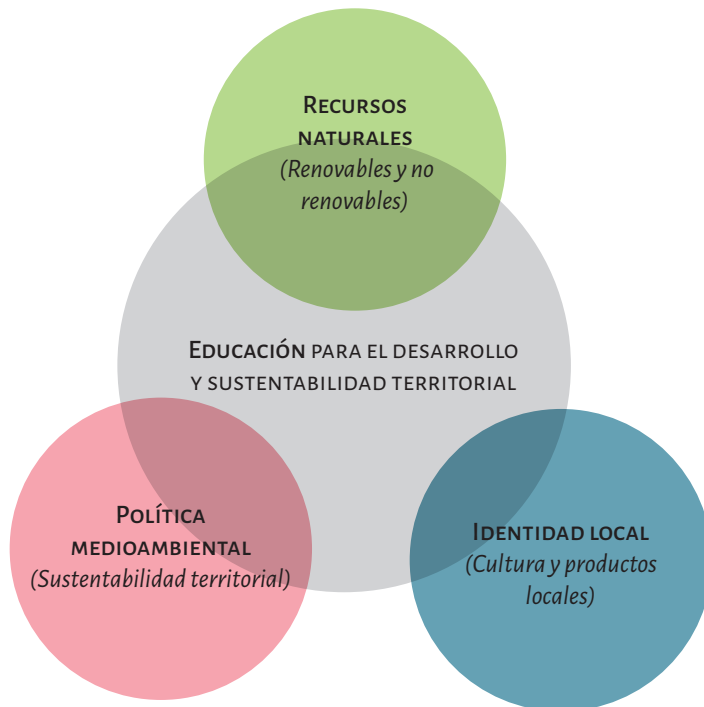 RECURSOS
NATURALES
(Renovables y no
renovables)
EDUCACIÓN PARA EL DESARROLLO
Y SUSTENTABILIDAD TERRITORIAL
POLÍTICA
MEDIOAMBIENTAL
(Sustentabilidad territorial)
IDENTIDAD LOCAL
(Cultura y productos
locales)